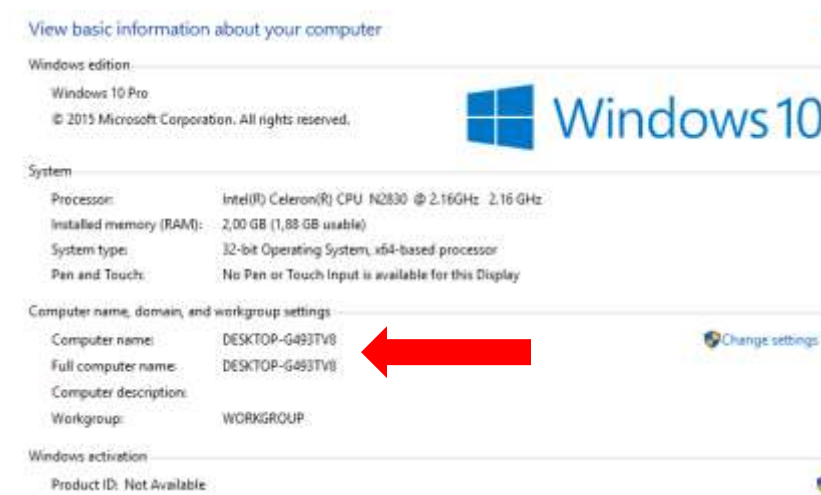 View basic information about your computer
Windows edition
Windows 10 Pro
© 2015 Microsoft Corporation. All rights reserved.
Windows 10
System
Processor: Intel(R) Celeron(R) CPU N2830 @ 2.16GHz 2.16 GHz
Installed memory (RAM): 2,00 GB (1,88 GB usable)
System type: 32-bit Operating System, x64-based processor
Pen and Touch: No Pen or Touch Input is available for this Display
Computer name, domain, and workgroup settings
Computer name: DESKTOP-G493TV8 Change settings
Full computer name: DESKTOP-G493TV8
Computer description:
Workgroup: WORKGROUP
Windows activation
Product ID: Not Available